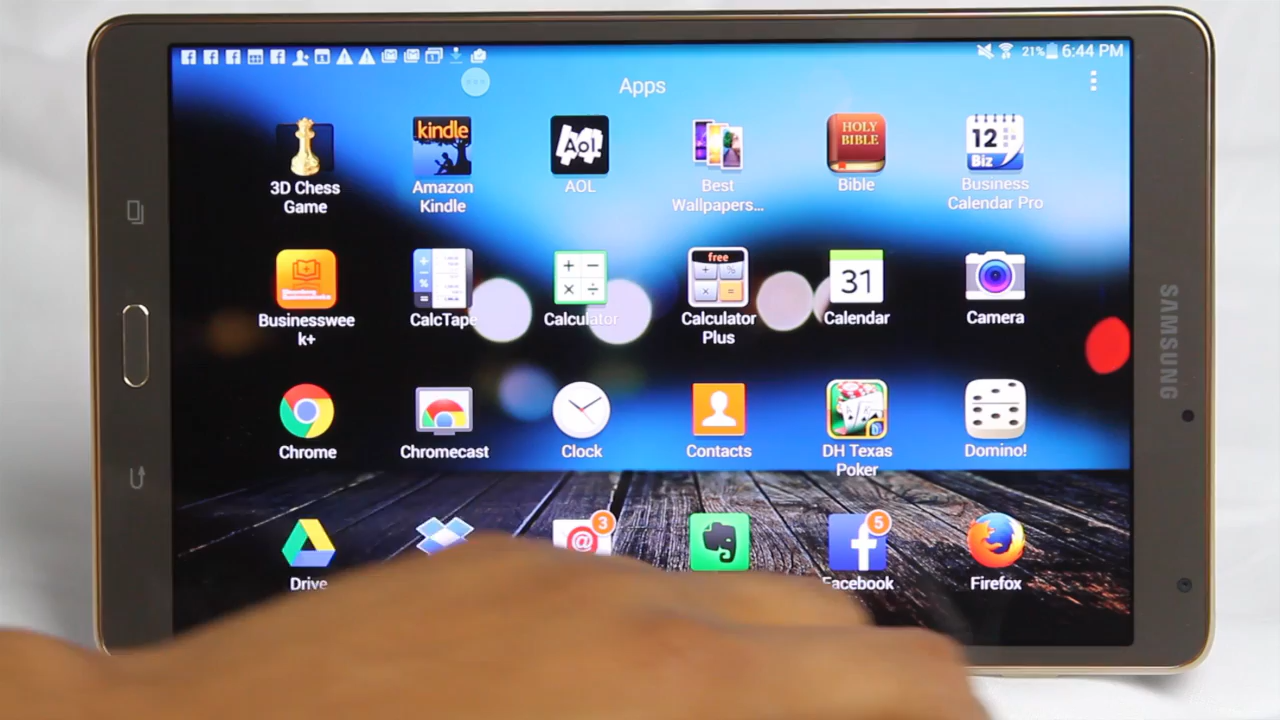 21% 6:44 PM
Apps
kindle
Aol.
HOLY
BIBLE
12
Biz
3D Chess
Game
Amazon
Kindle
AOL
Best
Wallpapers...
Bible
Business
Calendar Pro
free
31
Businesswee
k+
CalcTape
Calculator
Calculator
Plus
Calendar
Camera
SAMSUNG
Chrome
Chromecast
Clock
Contacts
DH Texas
Poker
Domino!
3
5
Drive
Facebook
Firefox